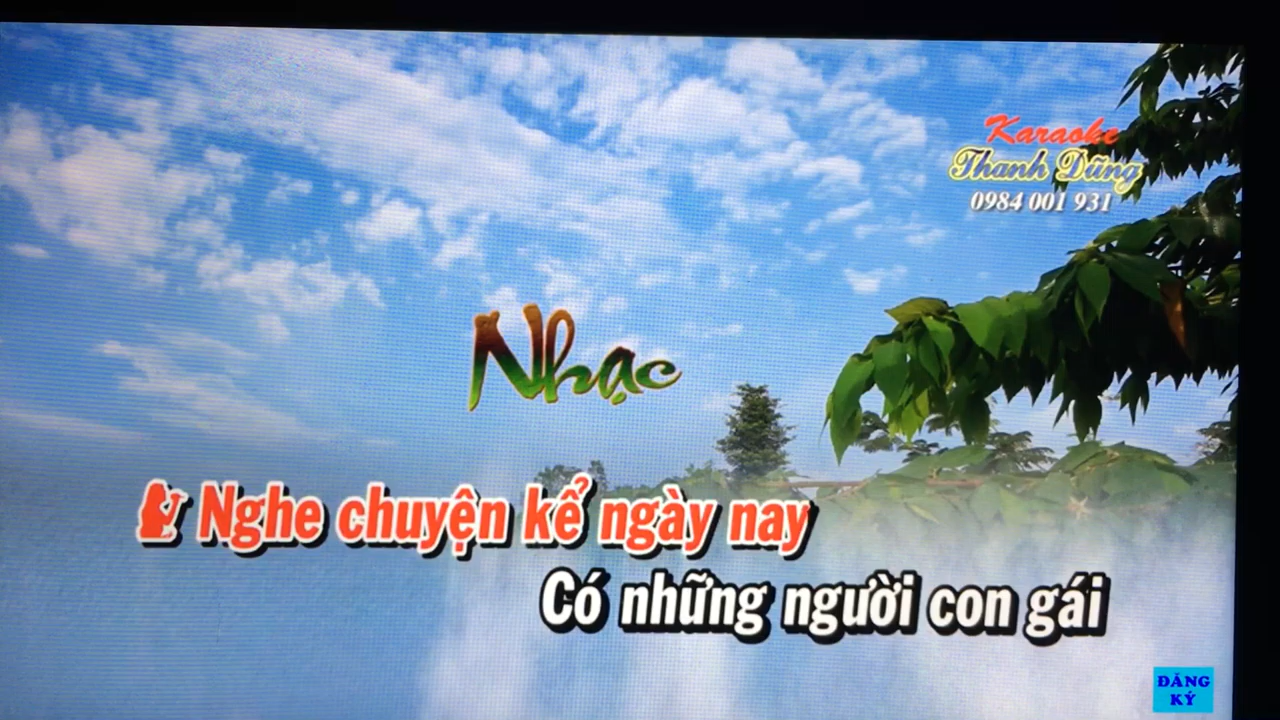 Karaoke
Thanh Dũng
0984 001 931
Nhạc
Nghe chuyện kể ngày nay
Có những người con gái
ĐĂNG
KÝ